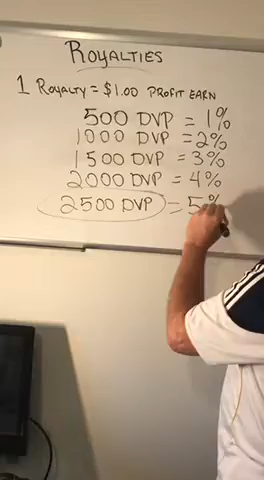 ROYALTIES
1 ROYALTY = $1.00 PROFIT EARN
500 DVP = 1%
1000 DVP = 2%
1500 DVP = 3%
2000 DVP = 4%
2500 DVP = 5%